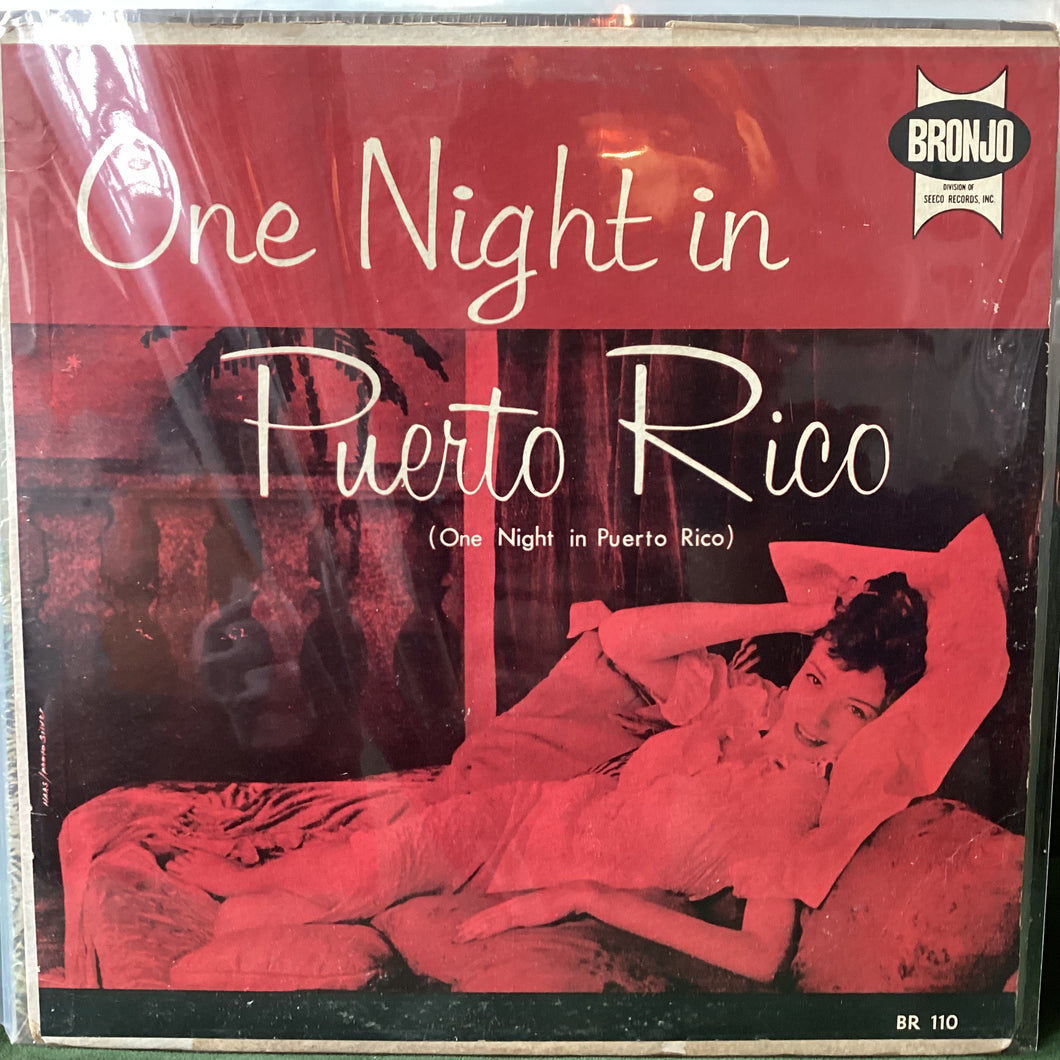 One Night in
BRONJO
DIVISION OF
SEECO RECORDS, INC.
Puerto Rico
(One Night in Puerto Rico)
BR 110